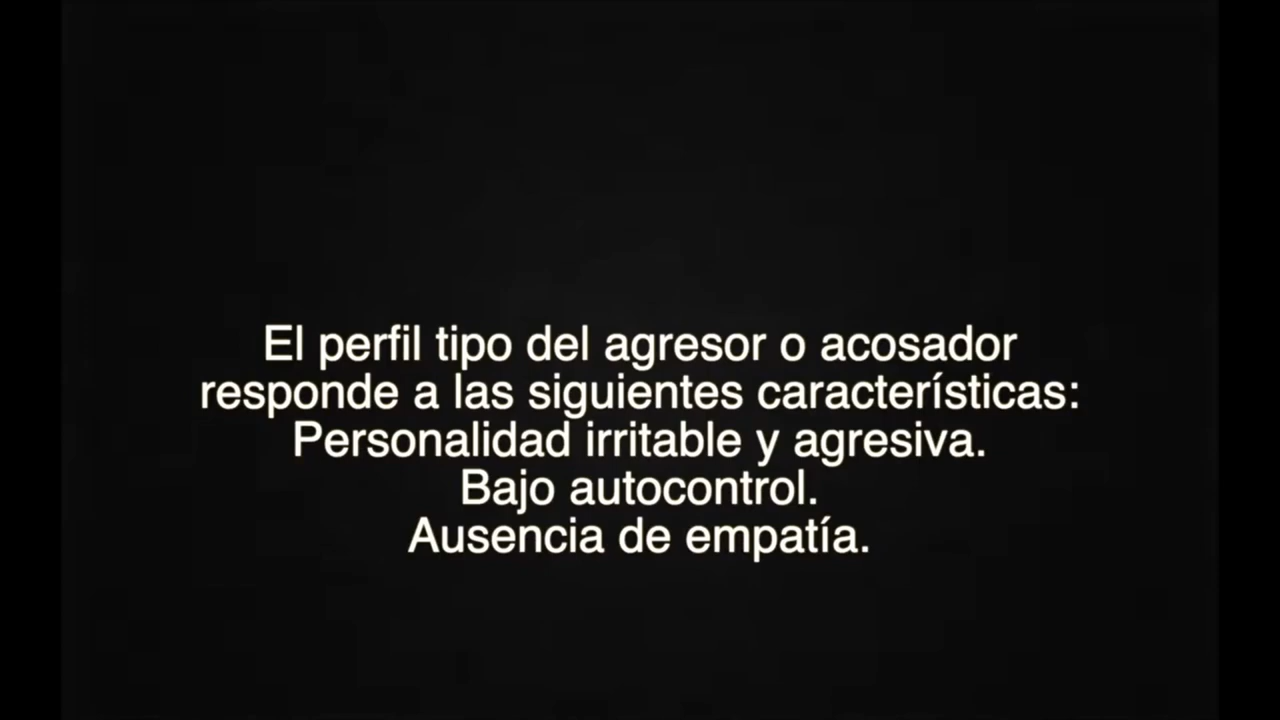 El perfil tipo del agresor o acosador
responde a las siguientes características:
Personalidad irritable y agresiva.
Bajo autocontrol.
Ausencia de empatía.